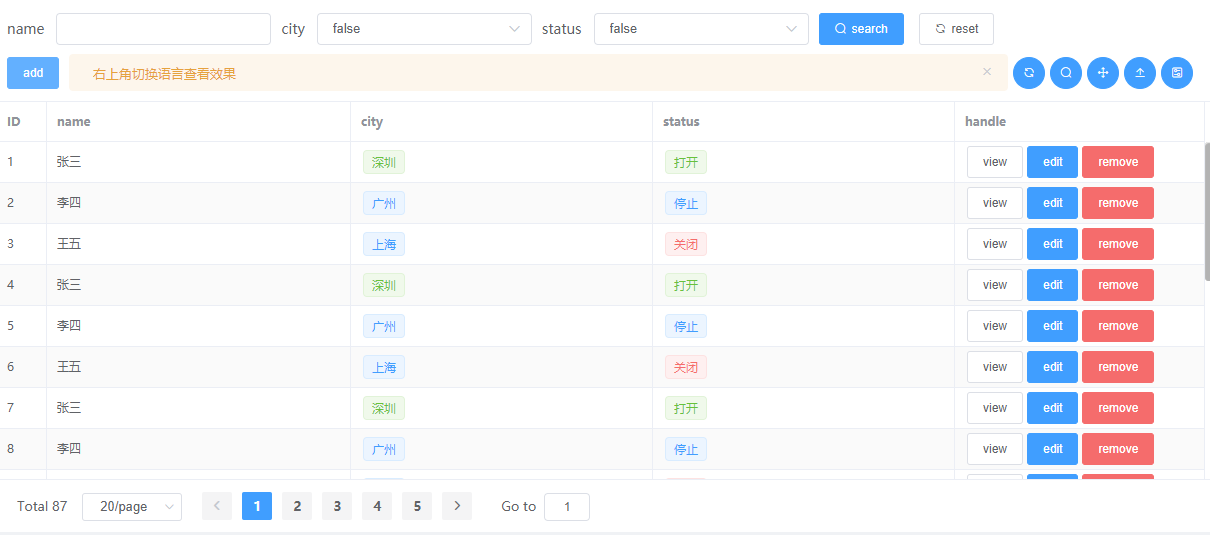 name city false status false search reset
add 右上角切换语言查看效果
ID name city status handle
1 张三 深圳 打开 view edit remove
2 李四 广州 停止 view edit remove
3 王五 上海 关闭 view edit remove
4 张三 深圳 打开 view edit remove
5 李四 广州 停止 view edit remove
6 王五 上海 关闭 view edit remove
7 张三 深圳 打开 view edit remove
8 李四 广州 停止 view edit remove
Total 87 20/page 1 2 3 4 5 Go to 1